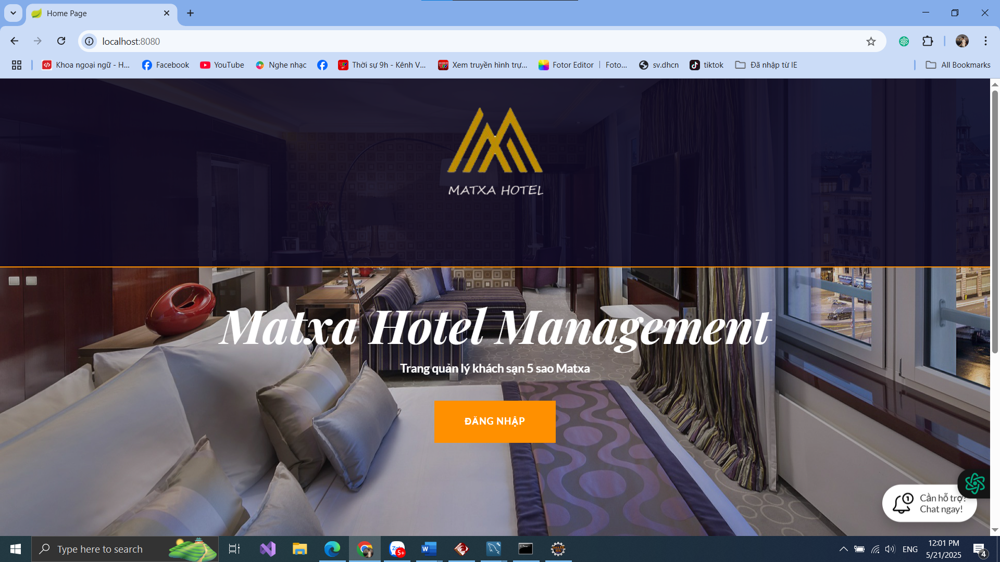 Home Page
localhost:8080
Khoa ngoại ngữ - H...
Facebook
YouTube
Nghe nhạc
Thời sự 9h - Kênh V...
Xem truyền hình trự...
Fotor Editor | Foto...
sv.dhcn
tiktok
Đã nhập từ IE
All Bookmarks
MATXA HOTEL
Matxa Hotel Management
Trang quản lý khách sạn 5 sao Matxa
ĐĂNG NHẬP
1
Cần hỗ trợ?
Chat ngay!
Type here to search
5+
ENG
12:01 PM
5/21/2025
4